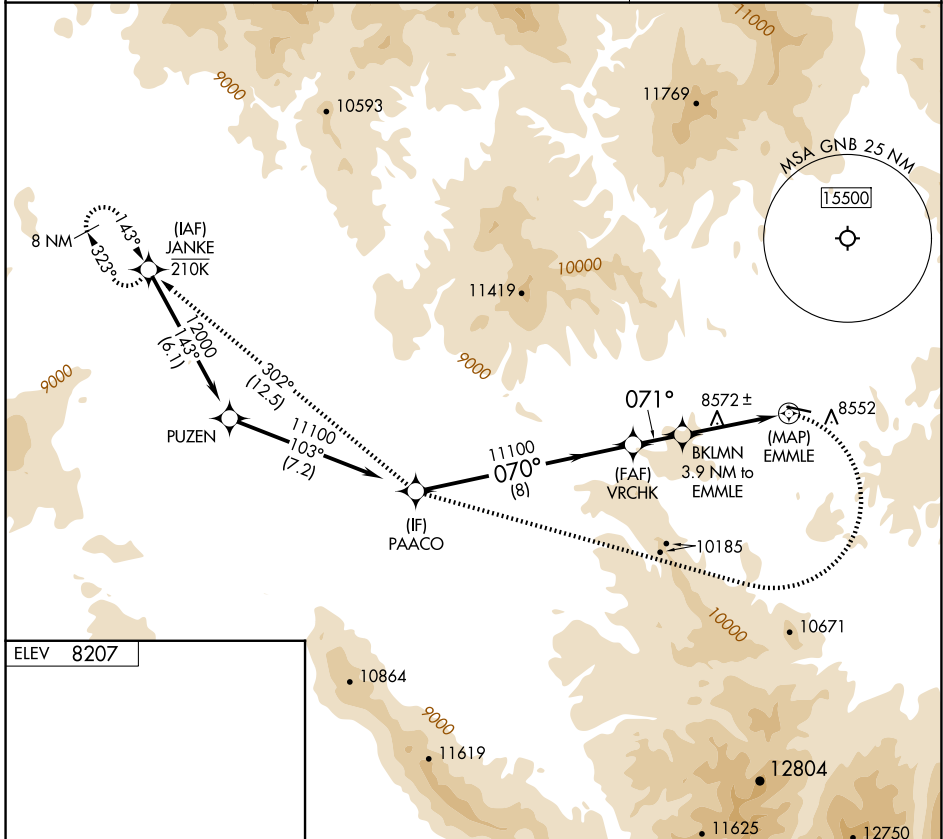 11000
9000
10593
11769
MSA GNB 25 NM
15500
8 NM
143°
323°
(IAF)
JANKE
210K
10000
11419
12000
143°
(6.1)
302°
(12.5)
9000
9000
PUZEN
11100
103°
(7.2)
11100
070°
(8)
071°
8572 ±
8552
(FAF)
VRCHK
BKLMN
3.9 NM to
EMMLE
(MAP)
EMMLE
(IF)
PAACO
10185
10000
10671
ELEV 8207
10864
9000
11619
12804
11625
12750